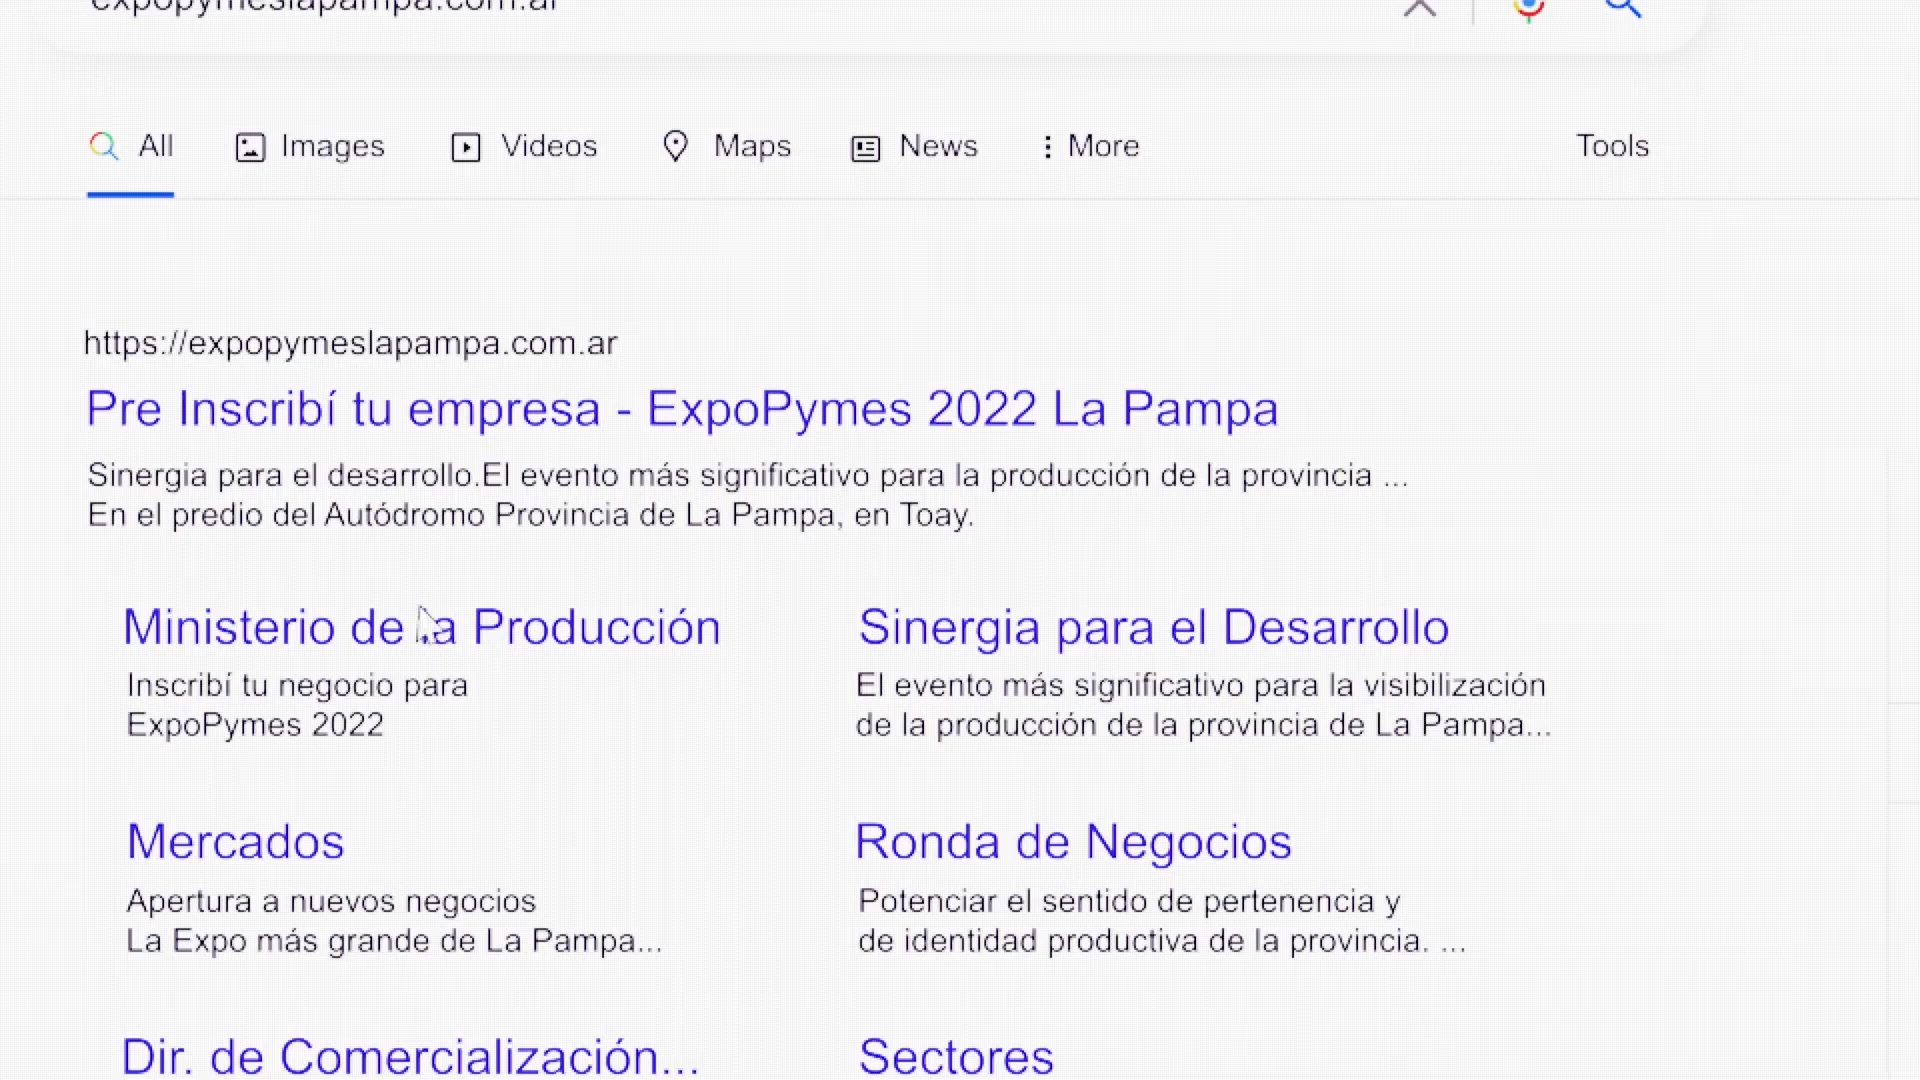 expopymeslapampa.com.ar
All Images Videos Maps News More Tools
https://expopymeslapampa.com.ar
Pre Inscribí tu empresa - ExpoPymes 2022 La Pampa
Sinergia para el desarrollo.El evento más significativo para la producción de la provincia ...
En el predio del Autódromo Provincia de La Pampa, en Toay.
Ministerio de la Producción
Inscribí tu negocio para
ExpoPymes 2022
Sinergia para el Desarrollo
El evento más significativo para la visibilización
de la producción de la provincia de La Pampa...
Mercados
Apertura a nuevos negocios
La Expo más grande de La Pampa...
Ronda de Negocios
Potenciar el sentido de pertenencia y
de identidad productiva de la provincia. ...
Dir. de Comercialización...
Sectores